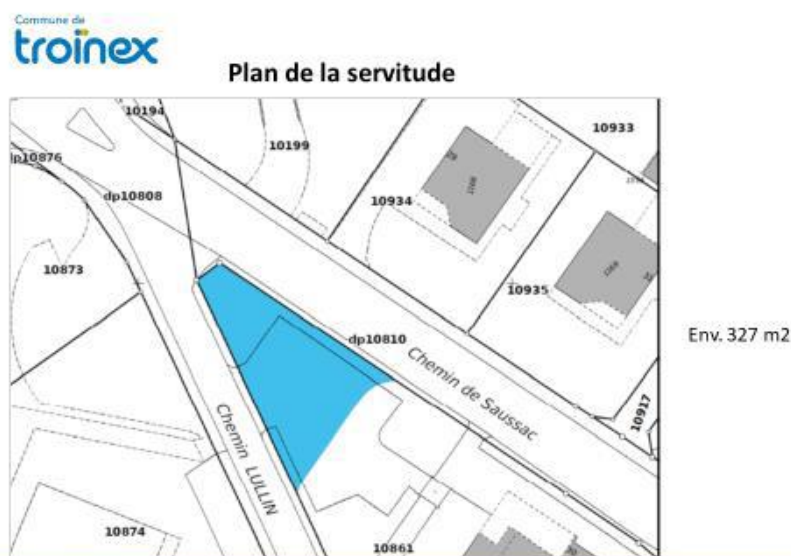 Commune de
troinex
Plan de la servitude
10194
10933
10199
dp10876
dp10808
10934
10873
10935
dp10810
Env. 327 m2
Chemin de Saussac
10917
Chemin LULLIN
10874
10861